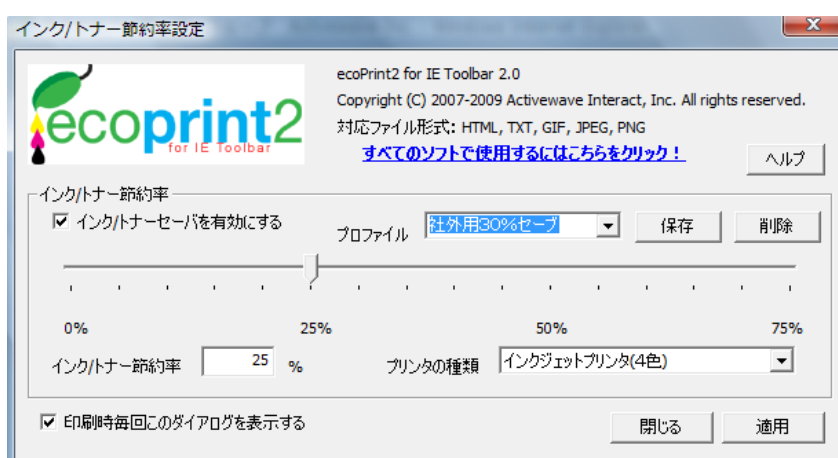 インク/トナー節約率設定
ecoprint2
for IE Toolbar
ecoPrint2 for IE Toolbar 2.0
Copyright (C) 2007-2009 Activewave Interact, Inc. All rights reserved.
対応ファイル形式: HTML, TXT, GIF, JPEG, PNG
すべてのソフトで使用するにはこちらをクリック！
ヘルプ
インク/トナー節約率
インク/トナーセーバを有効にする
プロファイル 社外用30%セーブ 保存 削除
0% 25% 50% 75%
インク/トナー節約率 25 % プリンタの種類 インクジェットプリンタ(4色)
印刷時毎回このダイアログを表示する
閉じる 適用